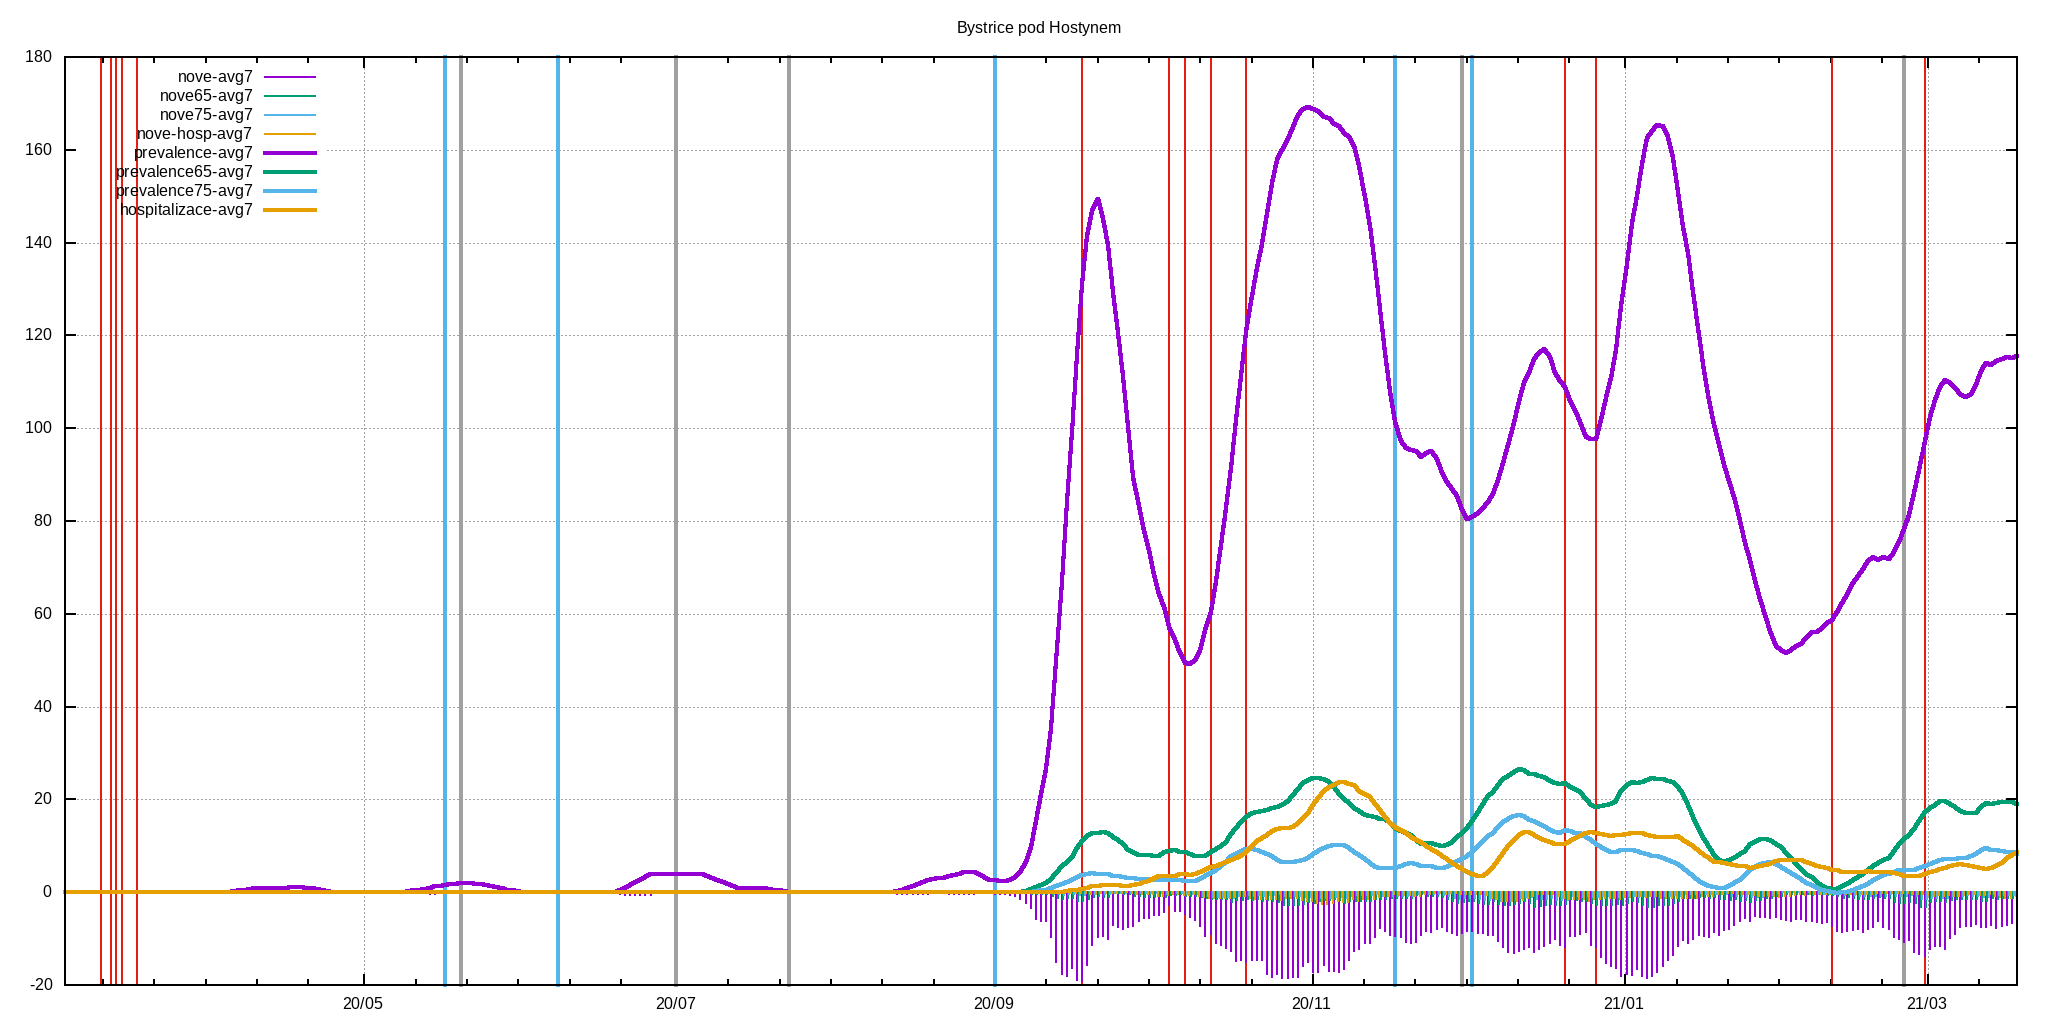 Bystrice pod Hostynem
180
160
140
120
100
80
60
40
20
0
-20
nove-avg7
nove65-avg7
nove75-avg7
nove-hosp-avg7
prevalence-avg7
prevalence65-avg7
prevalence75-avg7
hospitalizace-avg7
20/05
20/07
20/09
20/11
21/01
21/03